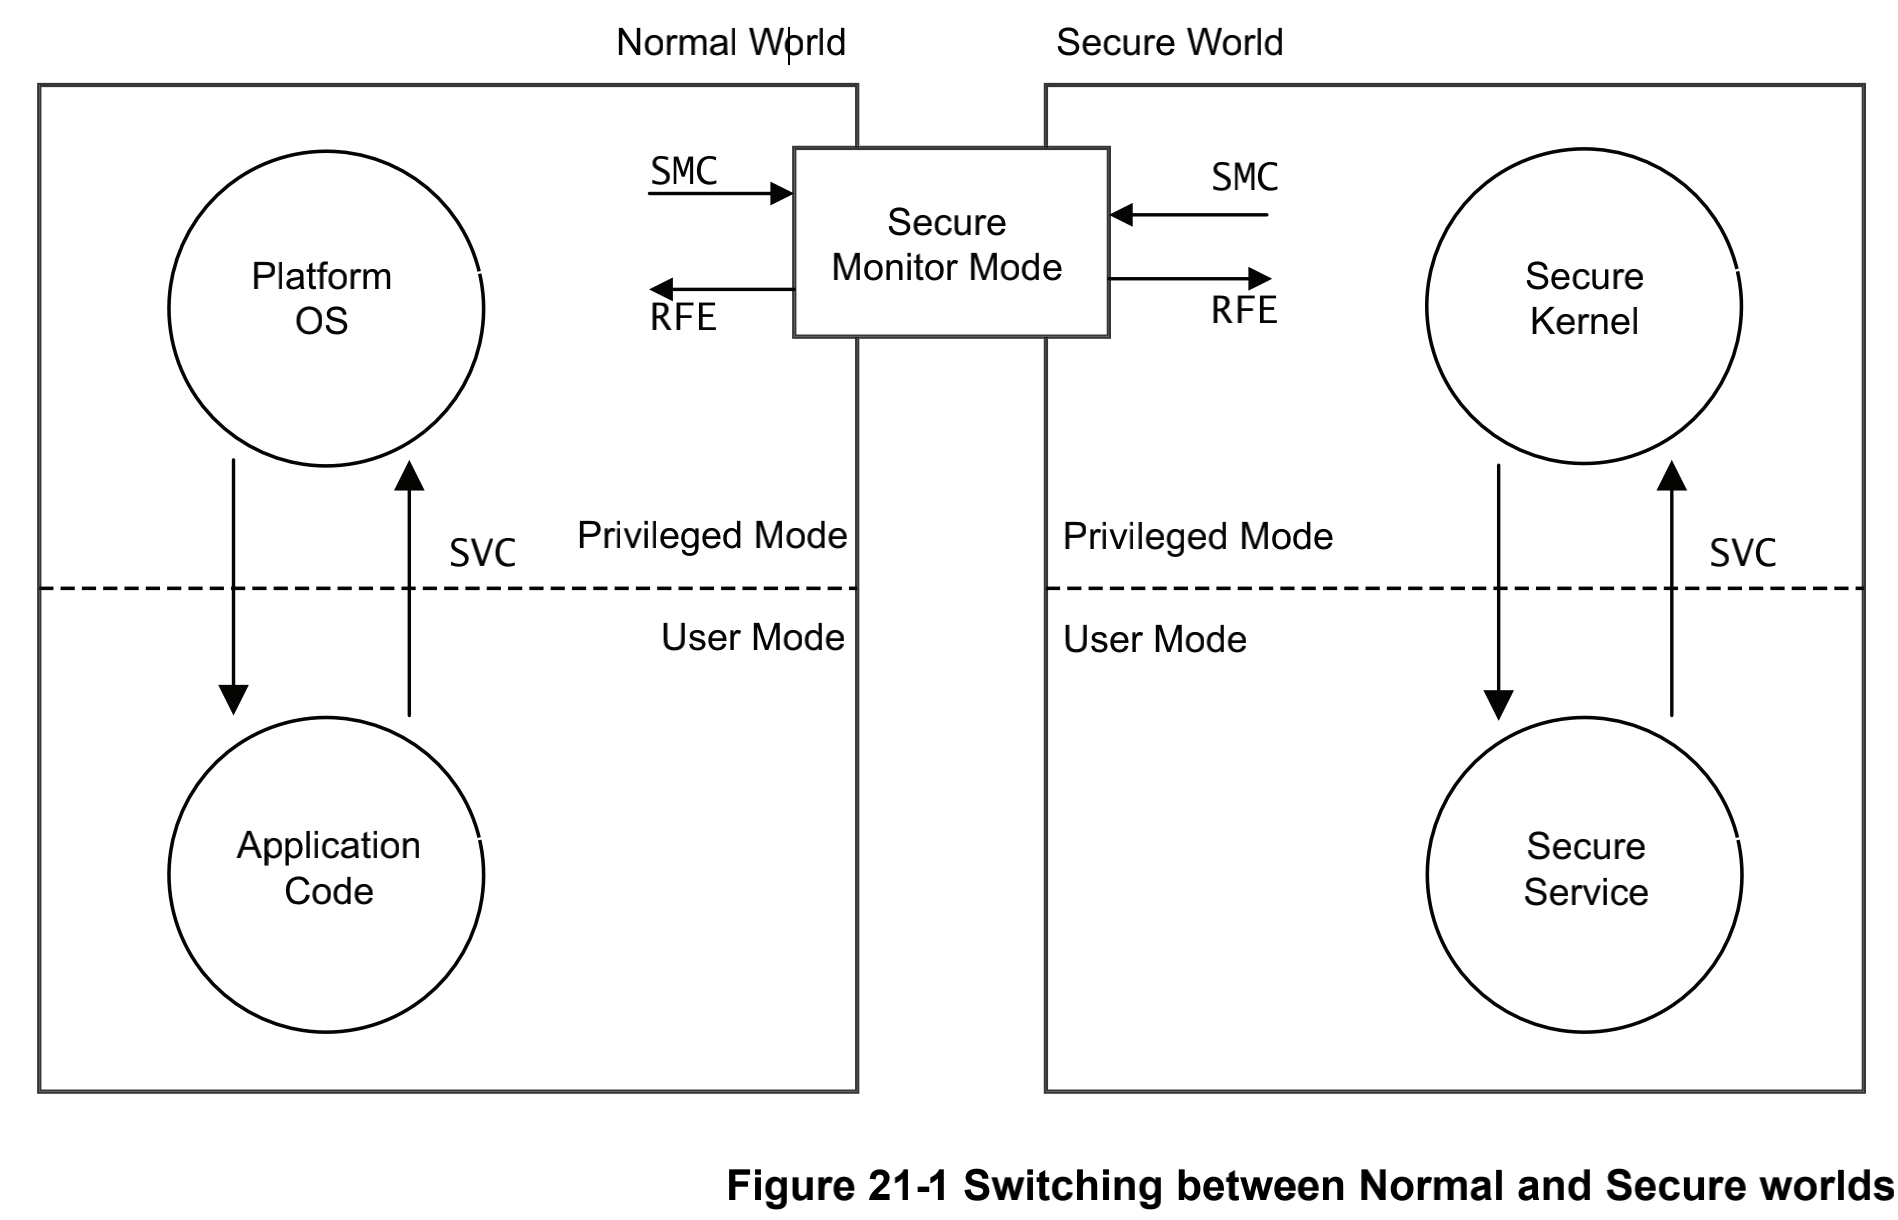 Normal World
Secure World
SMC
SMC
Secure
Monitor Mode
RFE
RFE
Platform
OS
Secure
Kernel
SVC
Privileged Mode
Privileged Mode
SVC
User Mode
User Mode
Application
Code
Secure
Service
Figure 21-1 Switching between Normal and Secure worlds